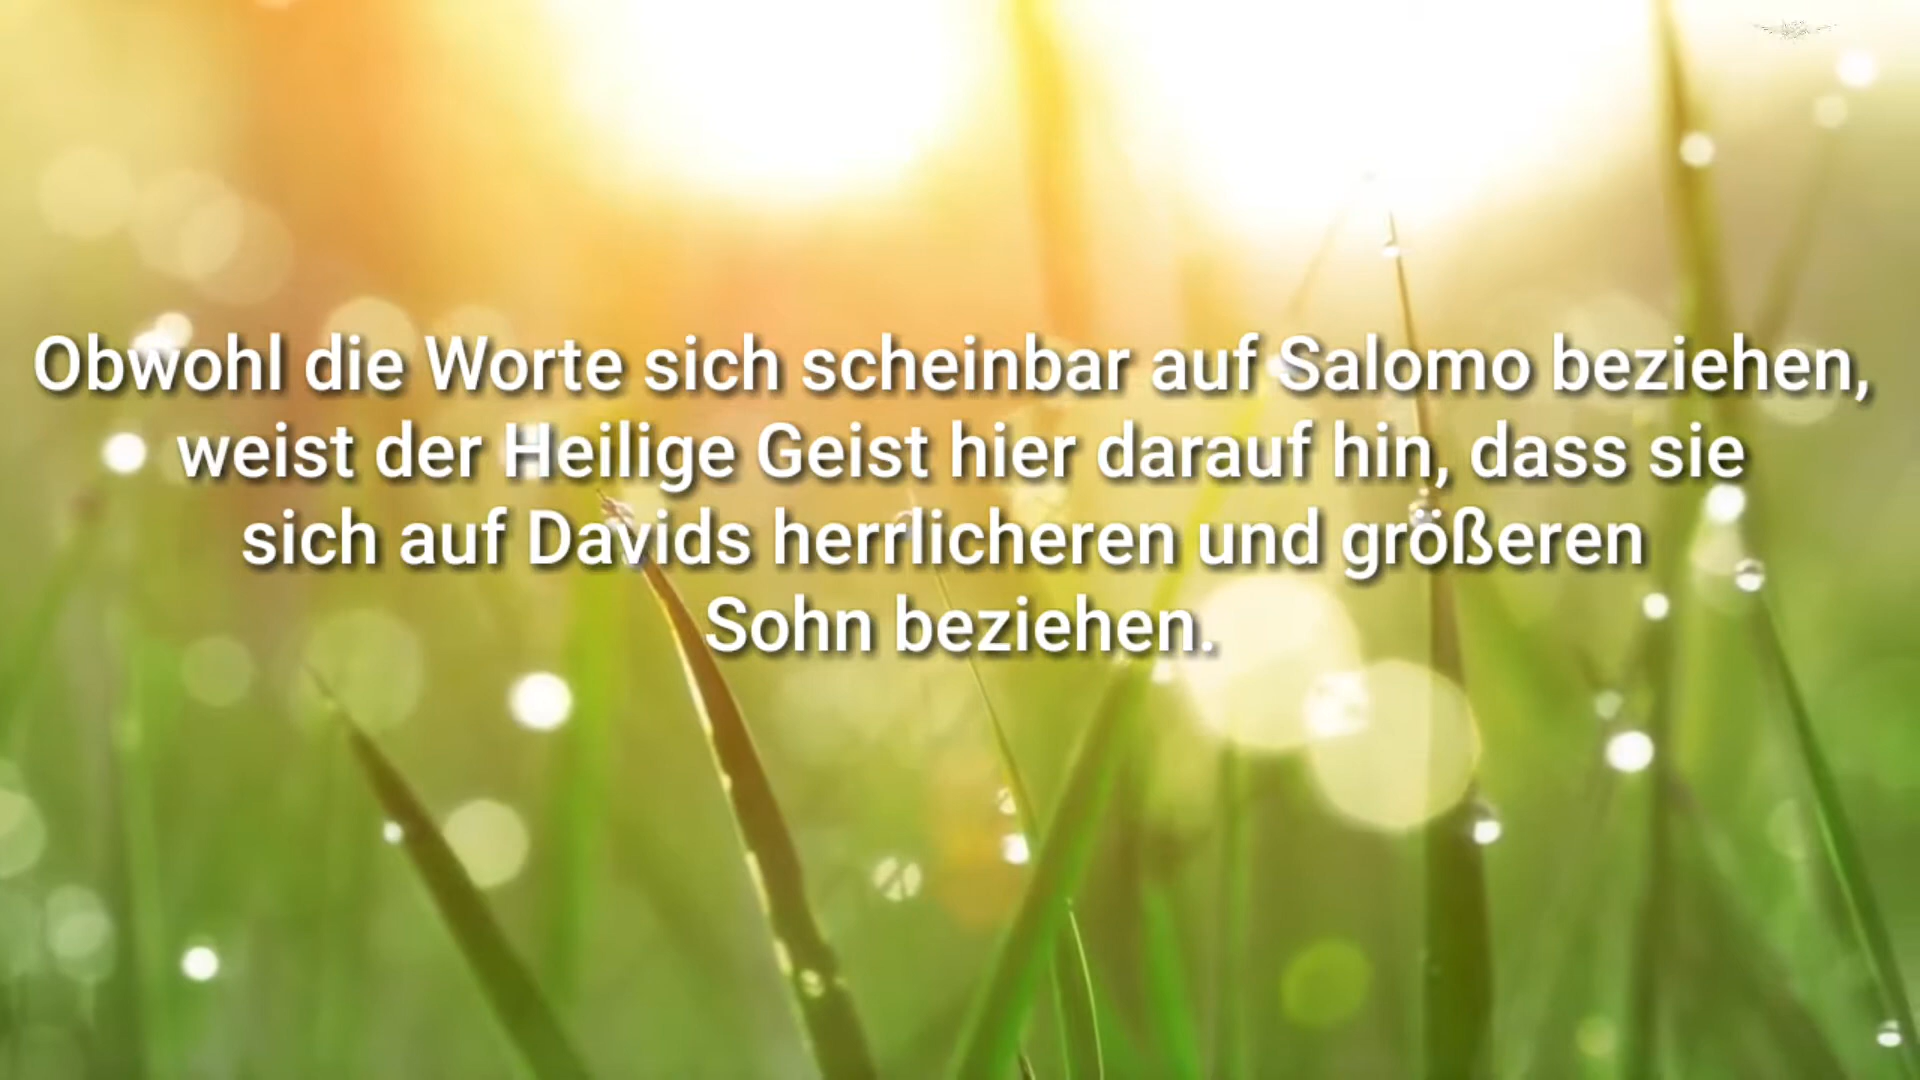 Obwohl die Worte sich scheinbar auf Salomo beziehen,
weist der Heilige Geist hier darauf hin, dass sie
sich auf Davids herrlicheren und größeren
Sohn beziehen.